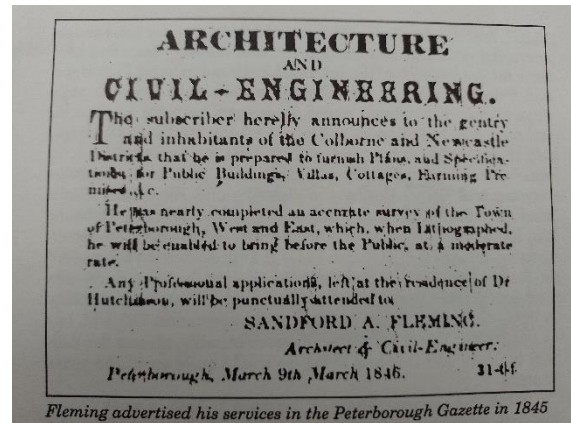 ARCHITECTURE
AND
CIVIL-ENGINEERING.
The subscriber hereby announces to the gentry
and inhabitants of the Colborne and Newcastle
Districts, that he is prepared to furnish Plans, and Specifica-
tions, for Public Buildings, Villas, Cottages, Farming Pre-
mises, &c.
He has nearly completed an accurate survey of the Town
of Peterborough, West and East, which, when Lithographed,
he will be enabled to bring before the Public, at a moderate
rate.
Any Professional applications, left at the residence of Dr
Hutchison, will be punctually attended to
SANDFORD A. FLEMING.
Architect & Civil-Engineer.
Peterborough, March 9th March 1846. 31-tf.
Fleming advertised his services in the Peterborough Gazette in 1845